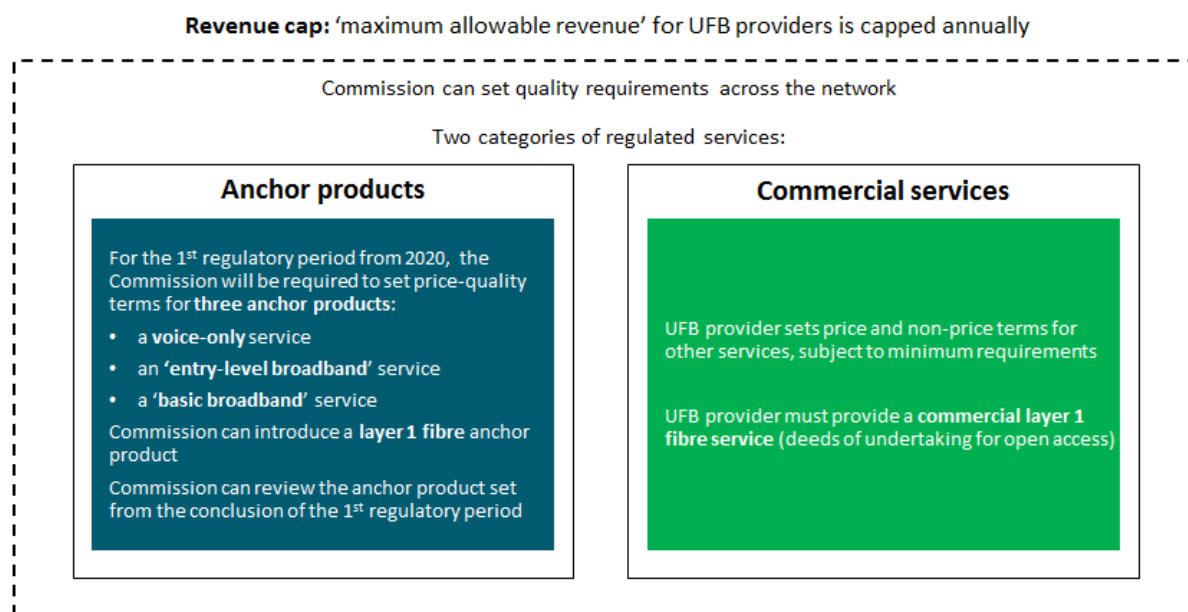 Revenue cap: ‘maximum allowable revenue’ for UFB providers is capped annually
Commission can set quality requirements across the network
Two categories of regulated services:
Anchor products
For the 1st regulatory period from 2020, the
Commission will be required to set price-quality
terms for three anchor products:
• a voice-only service
• an ‘entry-level broadband’ service
• a ‘basic broadband’ service
Commission can introduce a layer 1 fibre anchor
product
Commission can review the anchor product set
from the conclusion of the 1st regulatory period
Commercial services
UFB provider sets price and non-price terms for
other services, subject to minimum requirements
UFB provider must provide a commercial layer 1
fibre service (deeds of undertaking for open access)